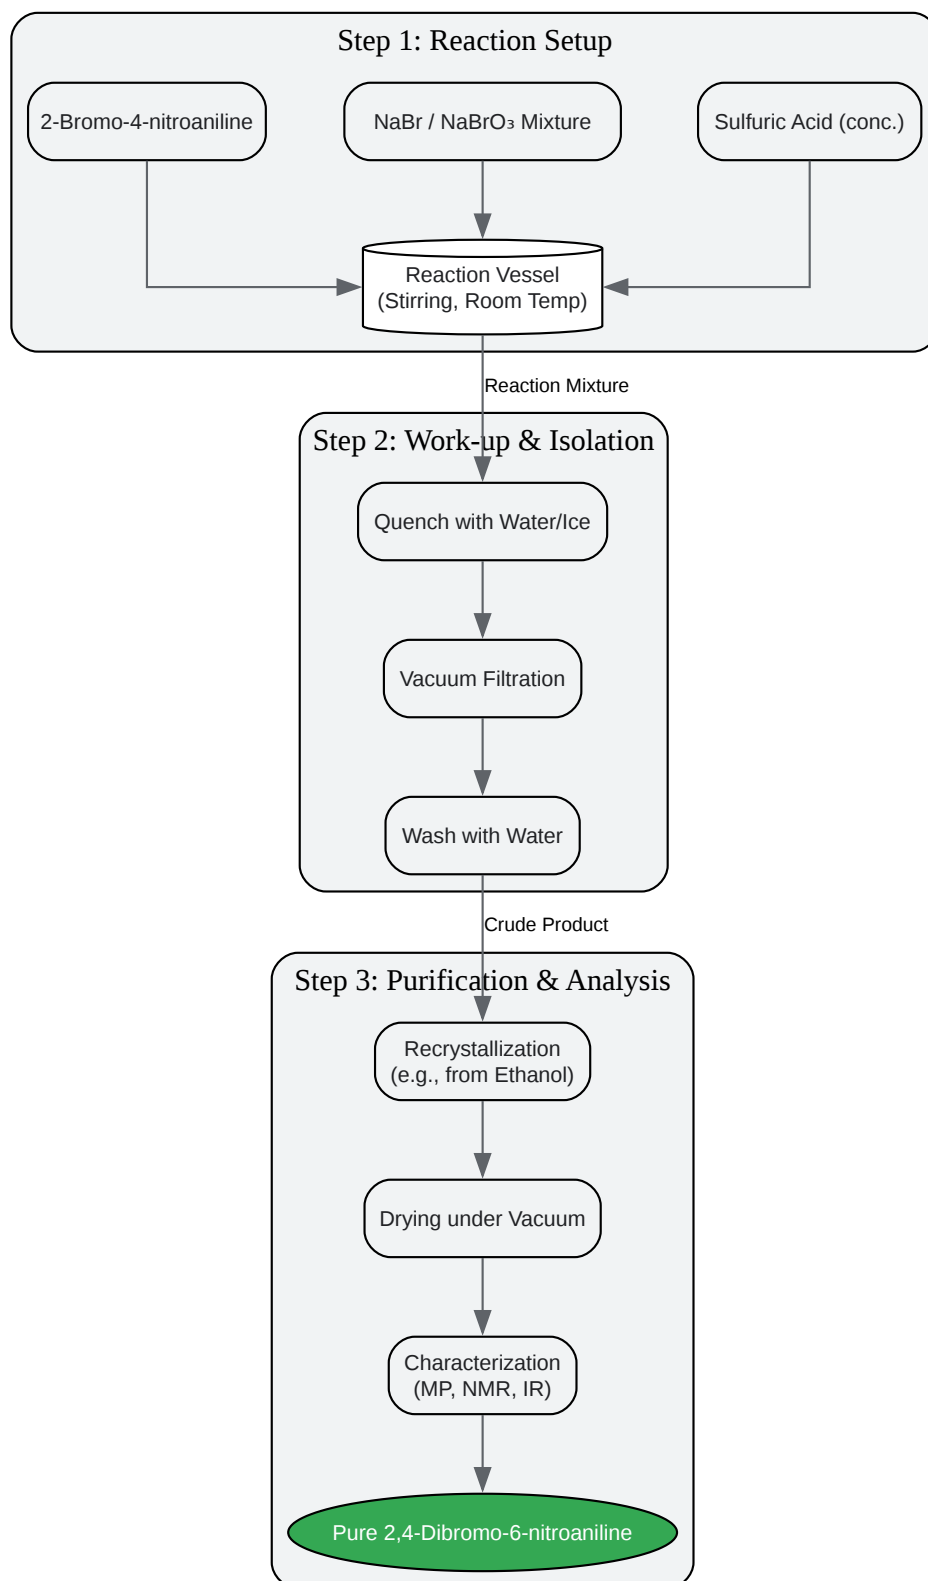 Step 1: Reaction Setup
2-Bromo-4-nitroaniline
NaBr / NaBrO₃ Mixture
Sulfuric Acid (conc.)
Reaction Vessel
(Stirring, Room Temp)
Reaction Mixture
Step 2: Work-up & Isolation
Quench with Water/Ice
Vacuum Filtration
Wash with Water
Crude Product
Step 3: Purification & Analysis
Recrystallization
(e.g., from Ethanol)
Drying under Vacuum
Characterization
(MP, NMR, IR)
Pure 2,4-Dibromo-6-nitroaniline